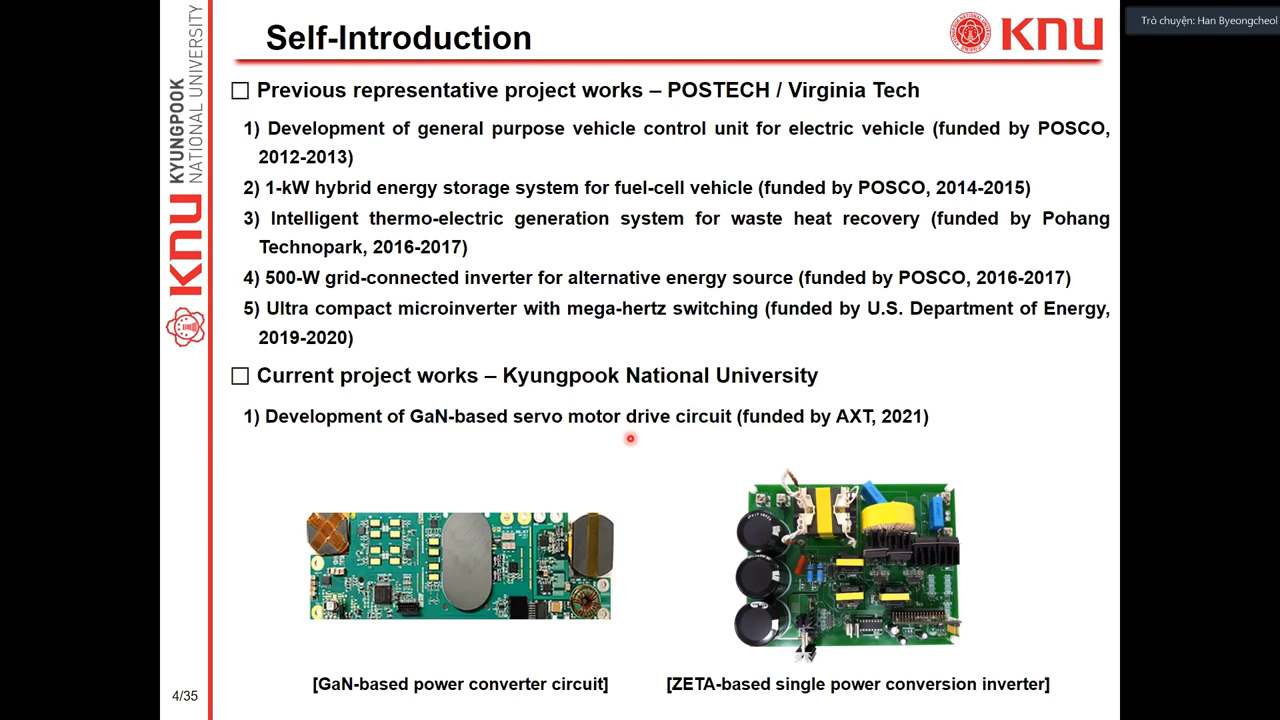 Trò chuyện: Han Byeongcheol
Self-Introduction
KNU
KYUNGPOOK
NATIONAL UNIVERSITY
KNU
□ Previous representative project works – POSTECH / Virginia Tech
1) Development of general purpose vehicle control unit for electric vehicle (funded by POSCO,
2012-2013)
2) 1-kW hybrid energy storage system for fuel-cell vehicle (funded by POSCO, 2014-2015)
3) Intelligent thermo-electric generation system for waste heat recovery (funded by Pohang
Technopark, 2016-2017)
4) 500-W grid-connected inverter for alternative energy source (funded by POSCO, 2016-2017)
5) Ultra compact microinverter with mega-hertz switching (funded by U.S. Department of Energy,
2019-2020)
□ Current project works – Kyungpook National University
1) Development of GaN-based servo motor drive circuit (funded by AXT, 2021)
[GaN-based power converter circuit]
[ZETA-based single power conversion inverter]
4/35